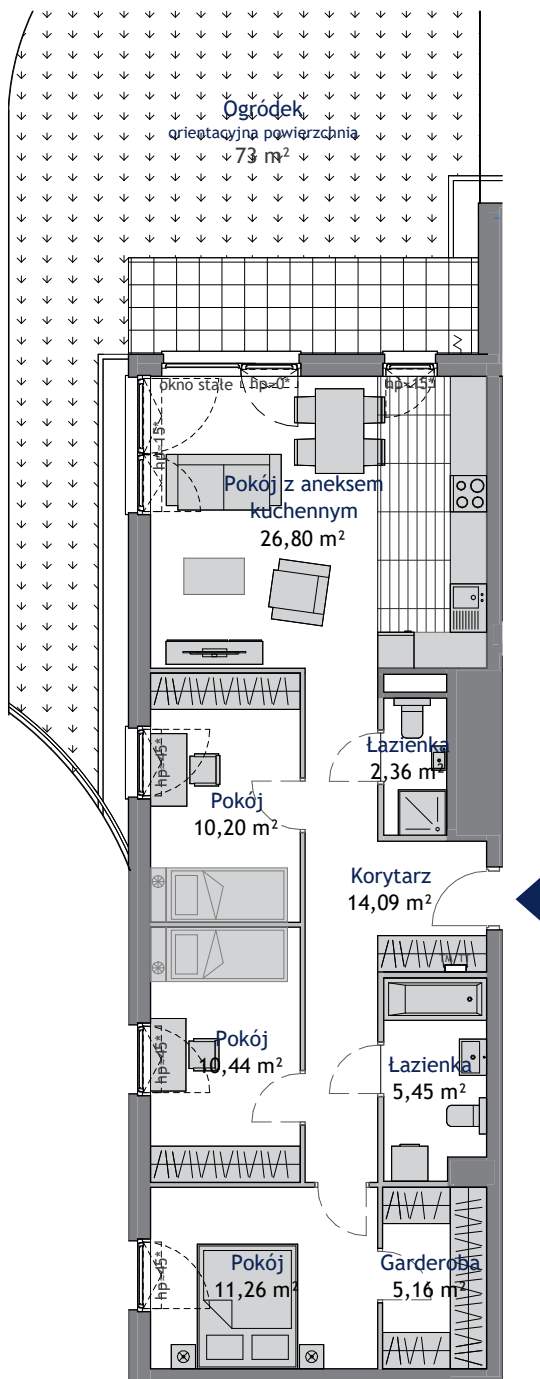 Ogródek
orientacyjna powierzchnia
73 m²
okno stałe
hp=0*
hp=15*
hp=15*
Pokój z aneksem
kuchennym
26,80 m²
hp=45*
Łazienka
2,36 m²
Pokój
10,20 m²
Korytarz
14,09 m²
hp=45*
Pokój
10,44 m²
Łazienka
5,45 m²
hp=45*
Pokój
11,26 m²
Garderoba
5,16 m²